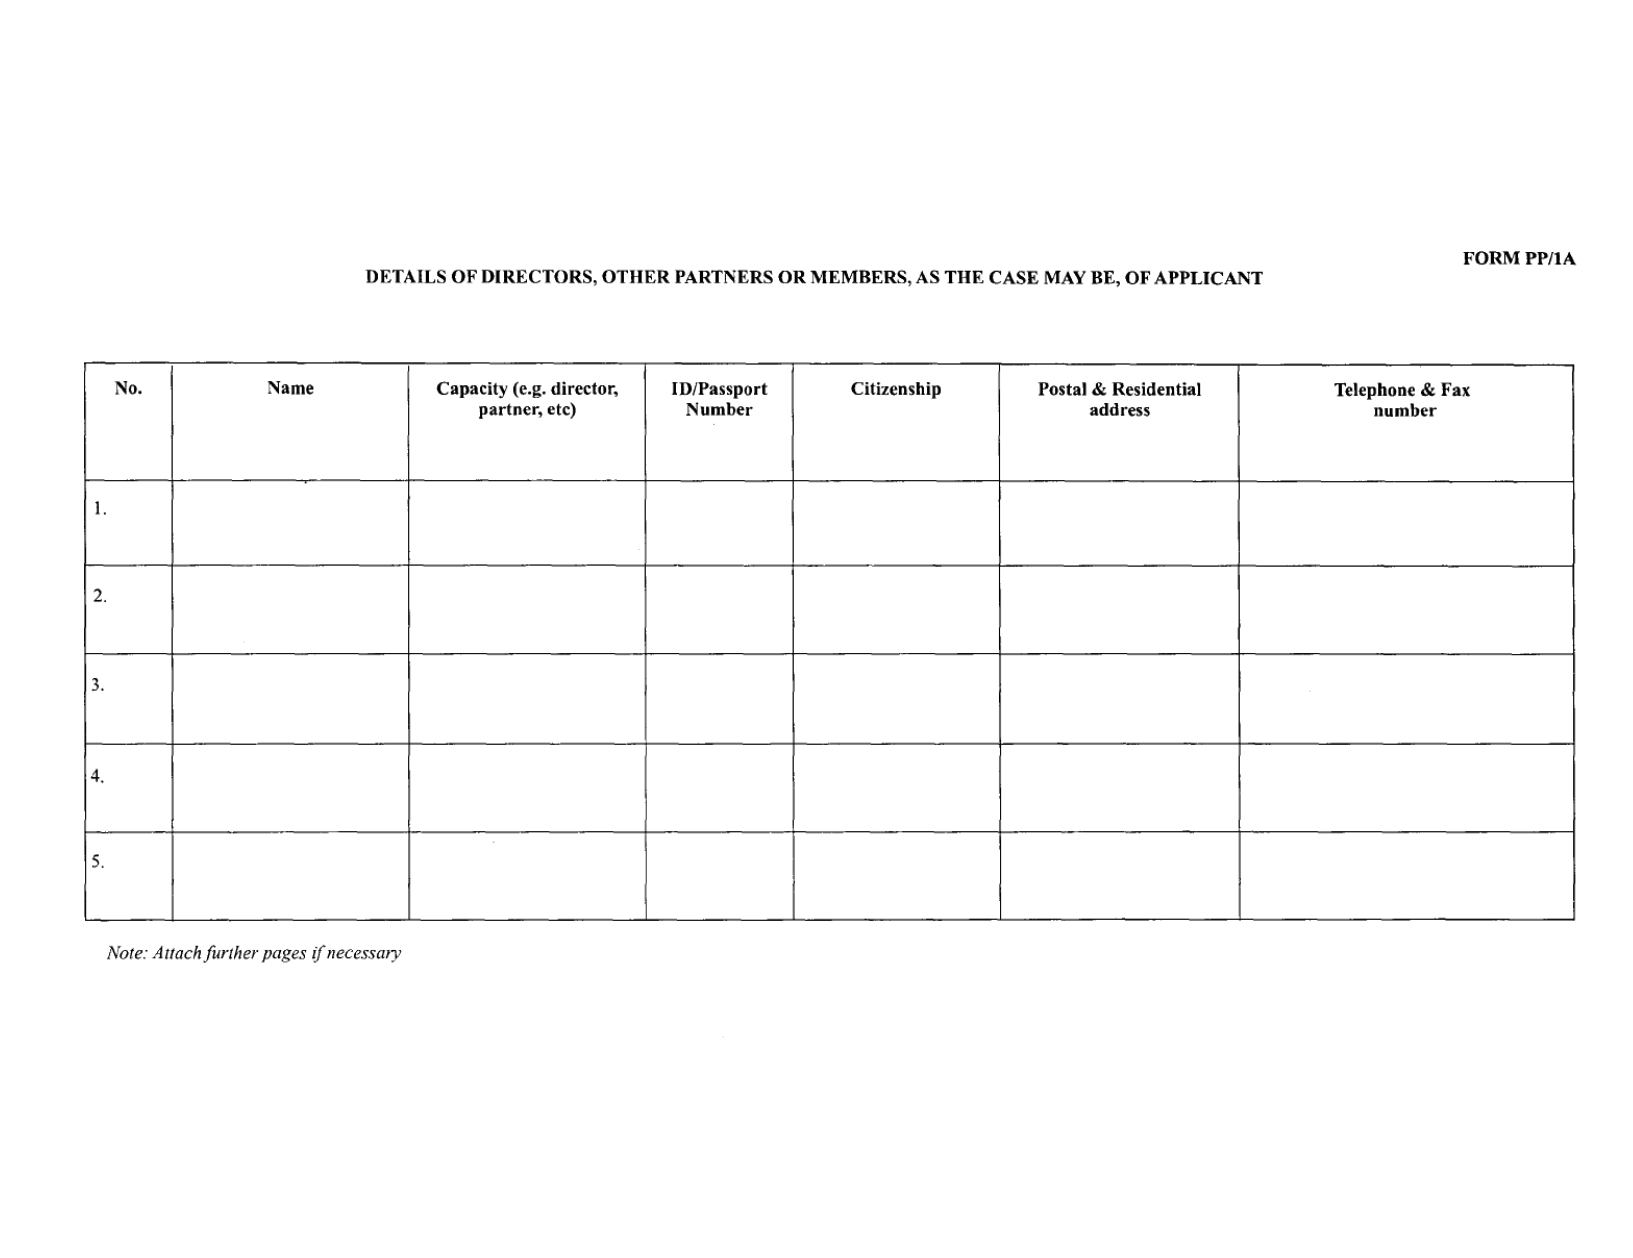 FORM PP/1A
DETAILS OF DIRECTORS, OTHER PARTNERS OR MEMBERS, AS THE CASE MAY BE, OF APPLICANT
No.
Name
Capacity (e.g. director,
partner, etc)
ID/Passport
Number
Citizenship
Postal & Residential
address
Telephone & Fax
number
1.
2.
3.
4.
5.
Note: Attach further pages if necessary